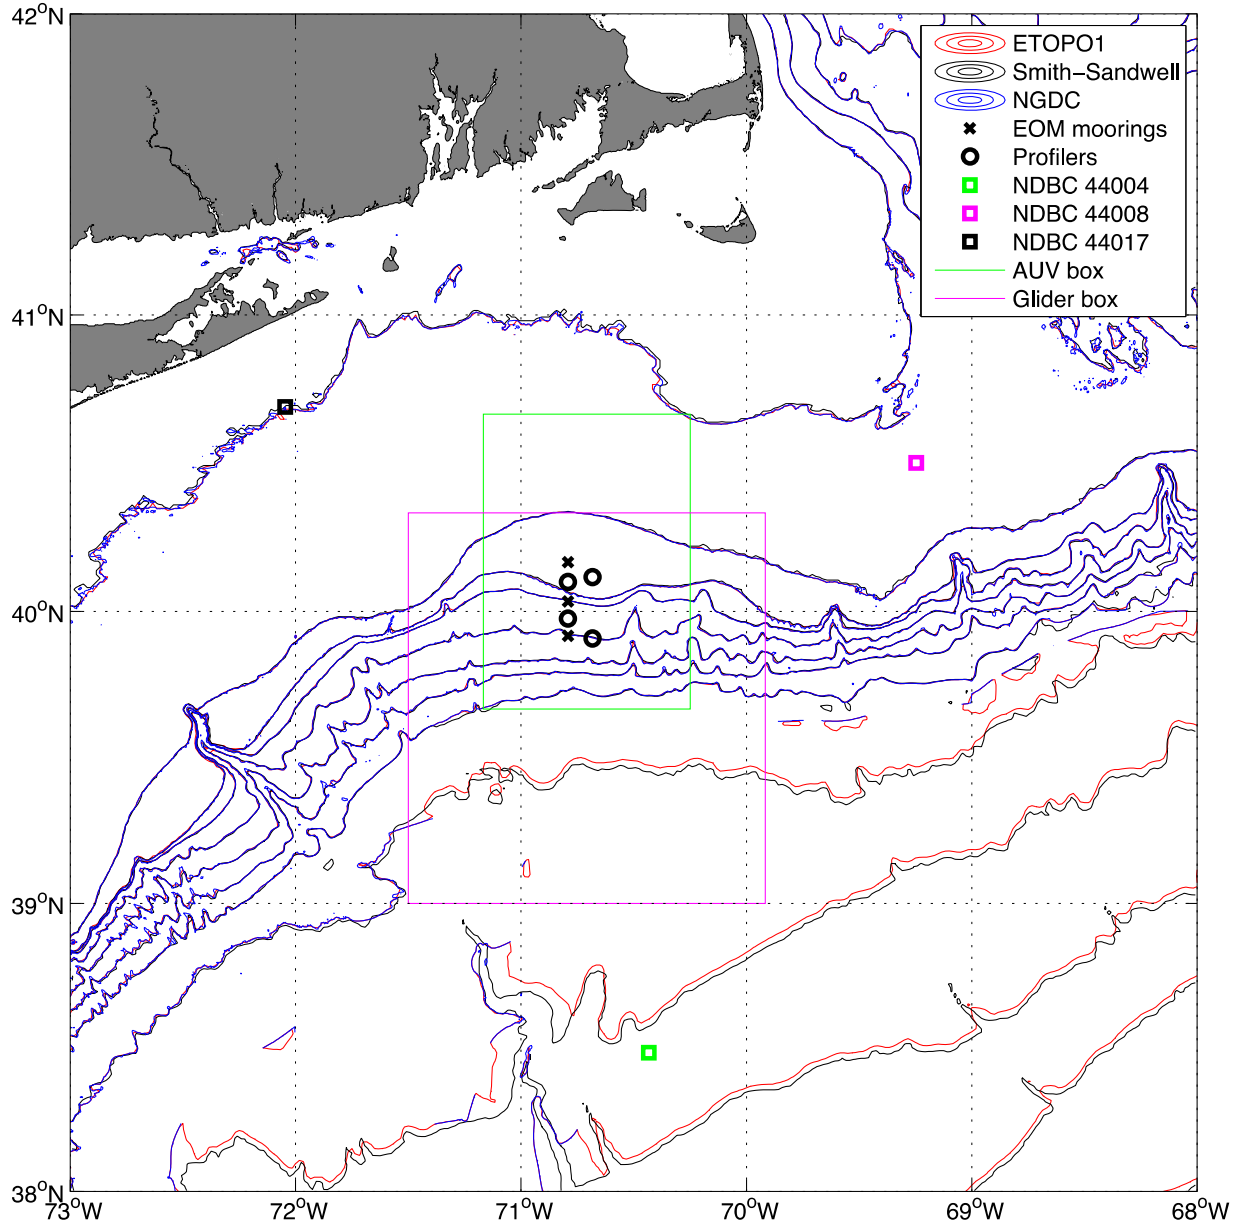 42°N
41°N
40°N
39°N
38°N
73°W
72°W
71°W
70°W
69°W
68°W
ETOPO1
Smith−Sandwell
NGDC
EOM moorings
Profilers
NDBC 44004
NDBC 44008
NDBC 44017
AUV box
Glider box